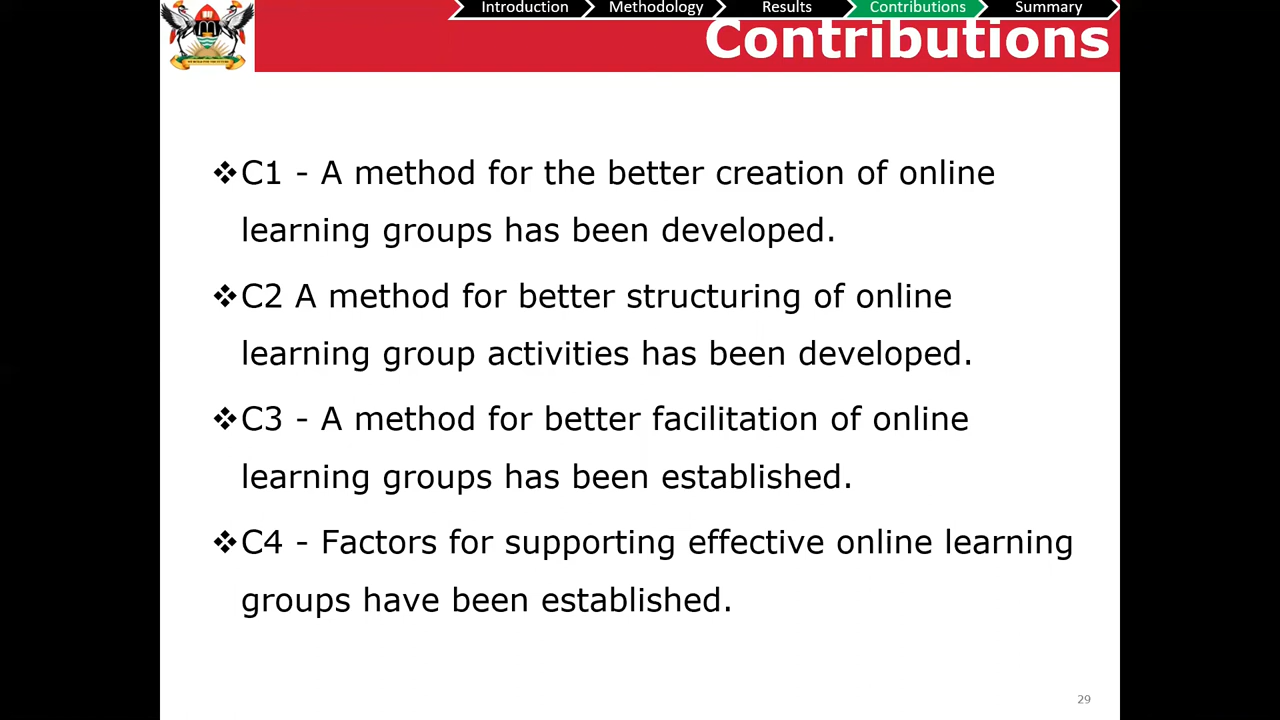 Introduction
Methodology
Results
Contributions
Summary
Contributions
❖C1 - A method for the better creation of online
learning groups has been developed.
❖C2 A method for better structuring of online
learning group activities has been developed.
❖C3 - A method for better facilitation of online
learning groups has been established.
❖C4 - Factors for supporting effective online learning
groups have been established.
29